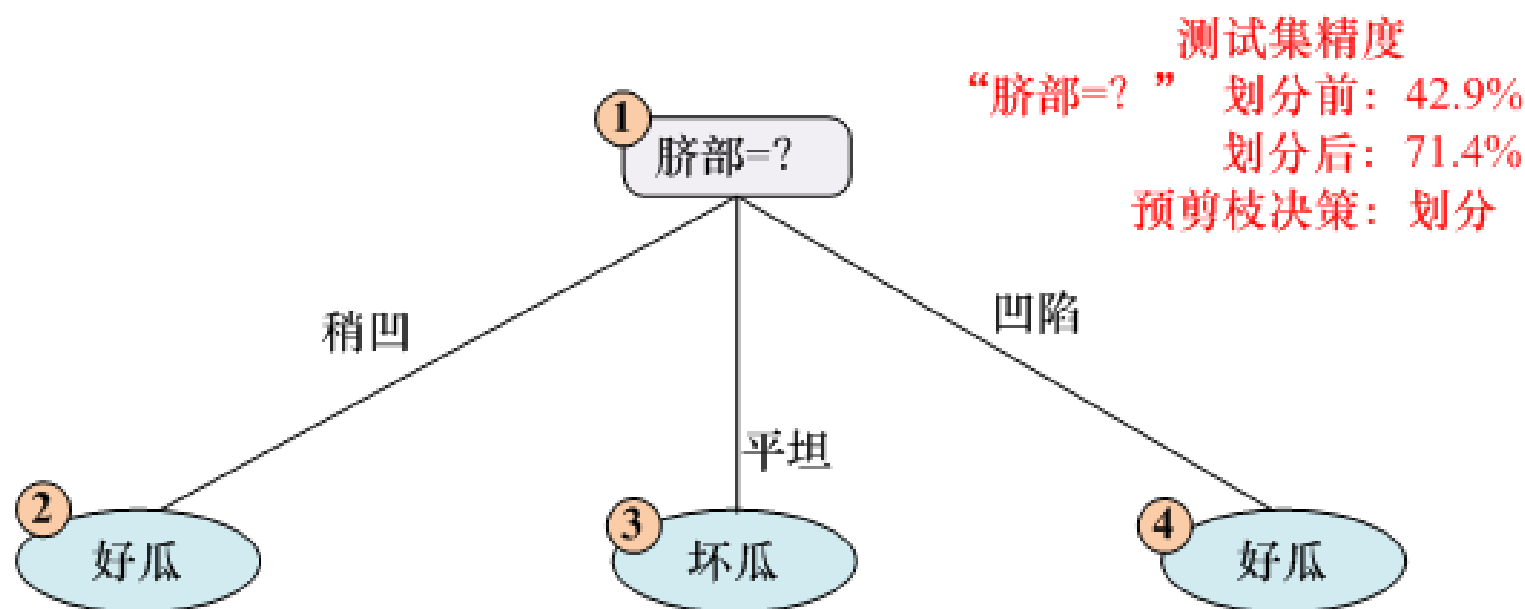 测试集精度
“脐部=？” 划分前：42.9%
划分后：71.4%
预剪枝决策：划分
1
脐部=?
稍凹
凹陷
平坦
2
好瓜
3
坏瓜
4
好瓜